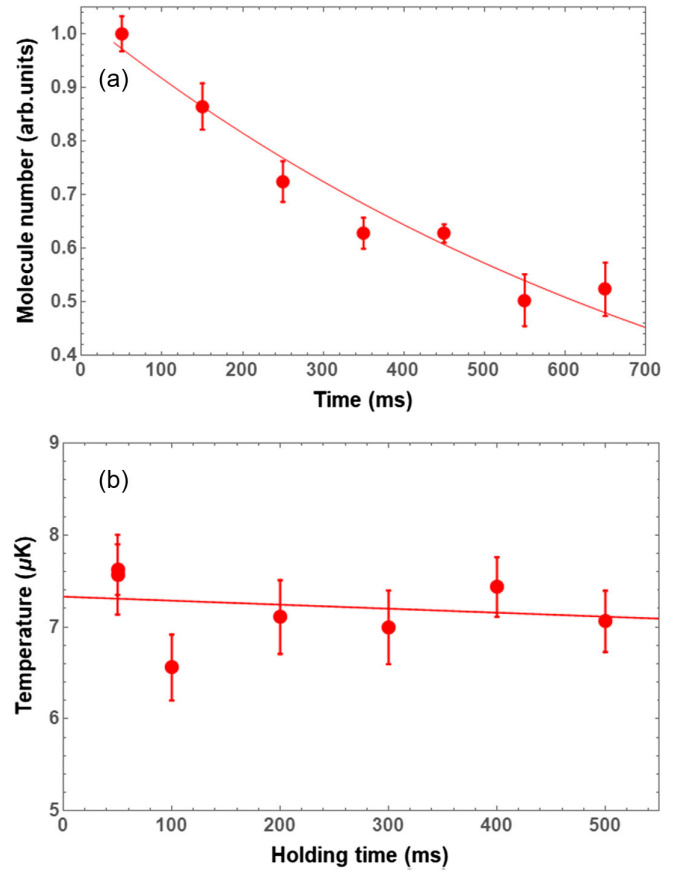 (a)
Molecule number (arb.units)
1.0
0.9
0.8
0.7
0.6
0.5
0.4
0 100 200 300 400 500 600 700
Time (ms)
(b)
Temperature (μK)
9
8
7
6
5
0 100 200 300 400 500
Holding time (ms)